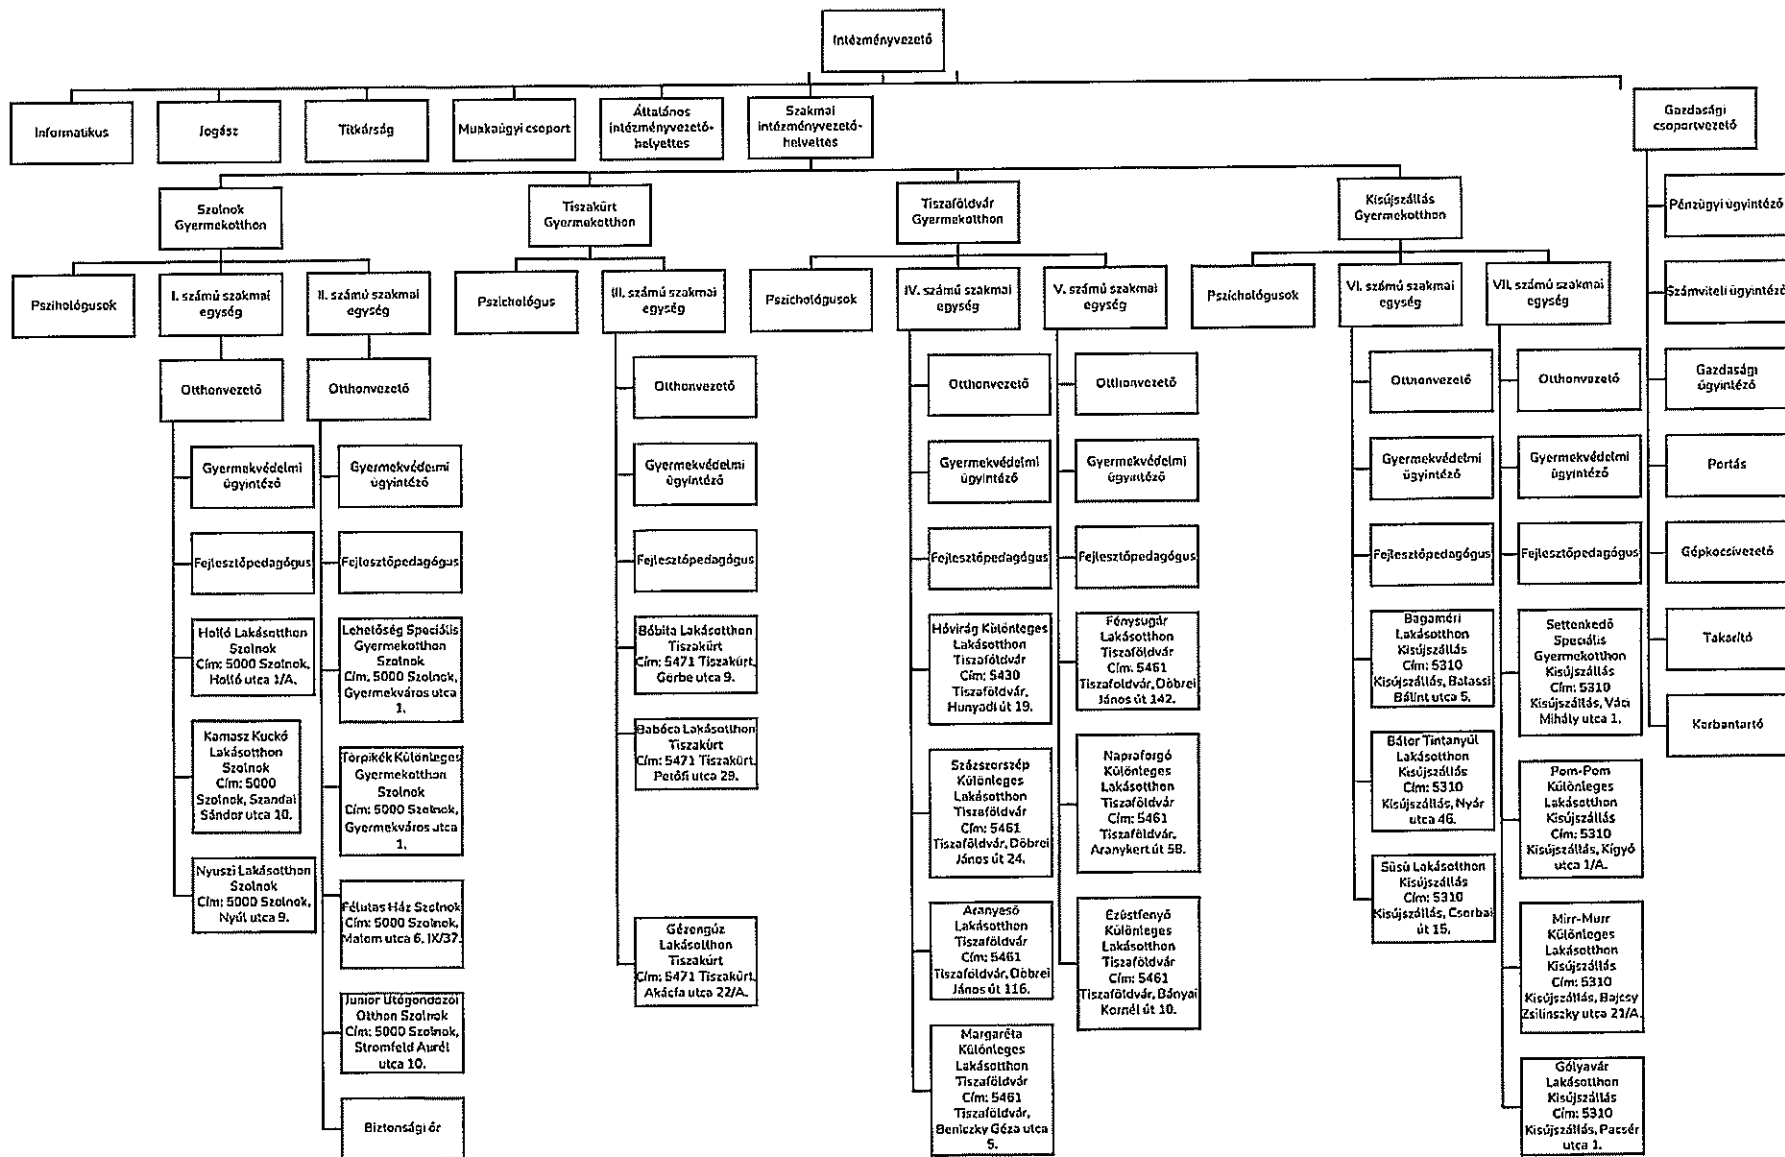 Intézményvezető
Informatikus
Jogász
Titkárság
Munkaügyi csoport
Általános
intézményvezető-
helyettes
Szakmai
intézményvezető-
helyettes
Gazdasági
csoportvezető
Szolnok
Gyermekotthon
Tiszakürt
Gyermekotthon
Tiszaföldvár
Gyermekotthon
Kisújszállás
Gyermekotthon
Pszihológusok
I. számú szakmai
egység
II. számú szakmai
egység
Pszichológus
III. számú szakmai
egység
Pszichológusok
IV. számú szakmai
egység
V. számú szakmai
egység
Pszichológusok
VI. számú szakmai
egység
VII. számú szakmai
egység
Otthonvezető
Gyermekvédelmi
ügyintéző
Fejlesztőpedagógus
Holló Lakásotthon
Szolnok
Cím: 5000 Szolnok,
Holló utca 1/A.
Kamasz Kuckó
Lakásotthon
Szolnok
Cím: 5000
Szolnok, Szandai
Sándor utca 10.
Nyuszi Lakásotthon
Szolnok
Cím: 5000 Szolnok,
Nyúl utca 9.
Otthonvezető
Gyermekvédelmi
ügyintéző
Fejlesztőpedagógus
Lehetőség Speciális
Gyermekotthon
Szolnok
Cím: 5000 Szolnok,
Gyermekváros utca
1.
Törpikék Különleges
Gyermekotthon
Szolnok
Cím: 5000 Szolnok,
Gyermekváros utca
1.
Félutas Ház Szolnok
Cím: 5000 Szolnok,
Malom utca 6. IX/37.
Junior Utógondozói
Otthon Szolnok
Cím: 5000 Szolnok,
Stromfeld Aurél
utca 10.
Biztonsági őr
Otthonvezető
Gyermekvédelmi
ügyintéző
Fejlesztőpedagógus
Bóbita Lakásotthon
Tiszakürt
Cím: 5471 Tiszakürt,
Görbe utca 9.
Babóca Lakásotthon
Tiszakürt
Cím: 5471 Tiszakürt,
Petőfi utca 29.
Gézengúz
Lakásotthon
Tiszakürt
Cím: 5471 Tiszakürt,
Akácfa utca 22/A.
Otthonvezető
Gyermekvédelmi
ügyintéző
Fejlesztőpedagógus
Hóvirág Különleges
Lakásotthon
Tiszaföldvár
Cím: 5430
Tiszaföldvár,
Hunyadi út 19.
Százszorszép
Különleges
Lakásotthon
Tiszaföldvár
Cím: 5461
Tiszaföldvár, Döbrei
János út 24.
Aranyeső
Lakásotthon
Tiszaföldvár
Cím: 5461
Tiszaföldvár, Döbrei
János út 116.
Margaréta
Különleges
Lakásotthon
Tiszaföldvár
Cím: 5461
Tiszaföldvár,
Beniczky Géza utca
5.
Otthonvezető
Gyermekvédelmi
ügyintéző
Fejlesztőpedagógus
Fénysugár
Lakásotthon
Tiszaföldvár
Cím: 5461
Tiszaföldvár, Döbrei
János út 142.
Napraforgó
Különleges
Lakásotthon
Tiszaföldvár
Cím: 5461
Tiszaföldvár,
Aranykert út 58.
Ezüstfenyő
Különleges
Lakásotthon
Tiszaföldvár
Cím: 5461
Tiszaföldvár, Bányai
Kornél út 10.
Otthonvezető
Gyermekvédelmi
ügyintéző
Fejlesztőpedagógus
Bagaméri
Lakásotthon
Kisújszállás
Cím: 5310
Kisújszállás, Balassi
Bálint utca 5.
Bátor Tintanyúl
Lakásotthon
Kisújszállás
Cím: 5310
Kisújszállás, Nyár
utca 46.
Süsü Lakásotthon
Kisújszállás
Cím: 5310
Kisújszállás, Csorbai
út 15.
Otthonvezető
Gyermekvédelmi
ügyintéző
Fejlesztőpedagógus
Settenkedő
Speciális
Gyermekotthon
Kisújszállás
Cím: 5310
Kisújszállás, Váci
Mihály utca 1.
Pom-Pom
Különleges
Lakásotthon
Kisújszállás
Cím: 5310
Kisújszállás, Kígyó
utca 1/A.
Mirr-Murr
Különleges
Lakásotthon
Kisújszállás
Cím: 5310
Kisújszállás, Bajcsy
Zsilinszky utca 21/A.
Gólyavár
Lakásotthon
Kisújszállás
Cím: 5310
Kisújszállás, Pacsér
utca 1.
Pénzügyi ügyintéző
Számviteli ügyintéző
Gazdasági
ügyintéző
Portás
Gépkocsivezető
Takarító
Karbantartó